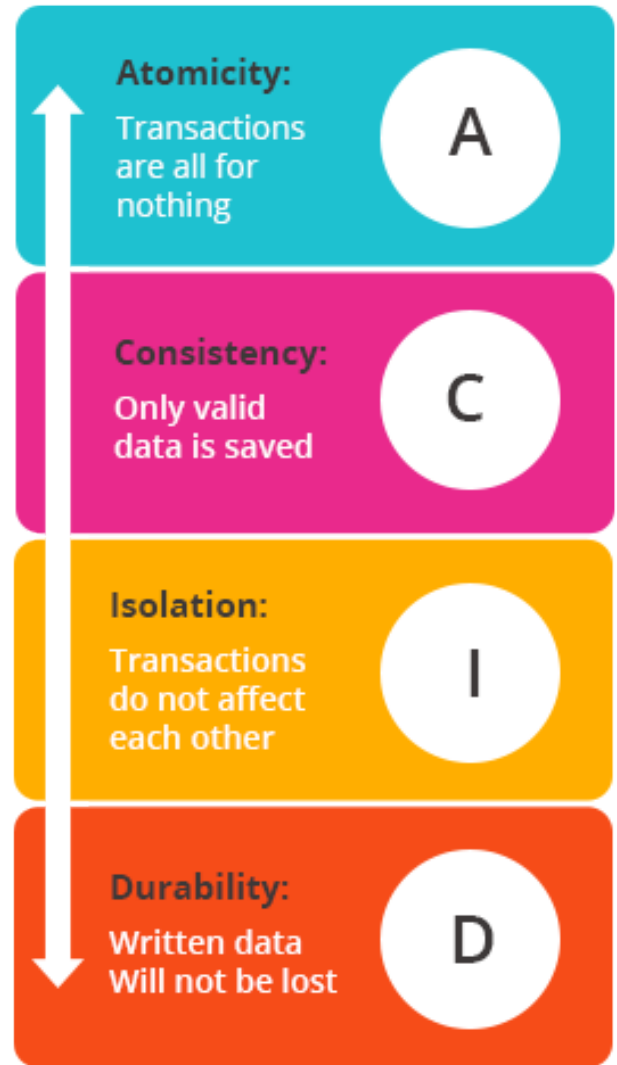 Atomicity:
Transactions
are all for
nothing
A
Consistency:
Only valid
data is saved
C
Isolation:
Transactions
do not affect
each other
I
Durability:
Written data
Will not be lost
D